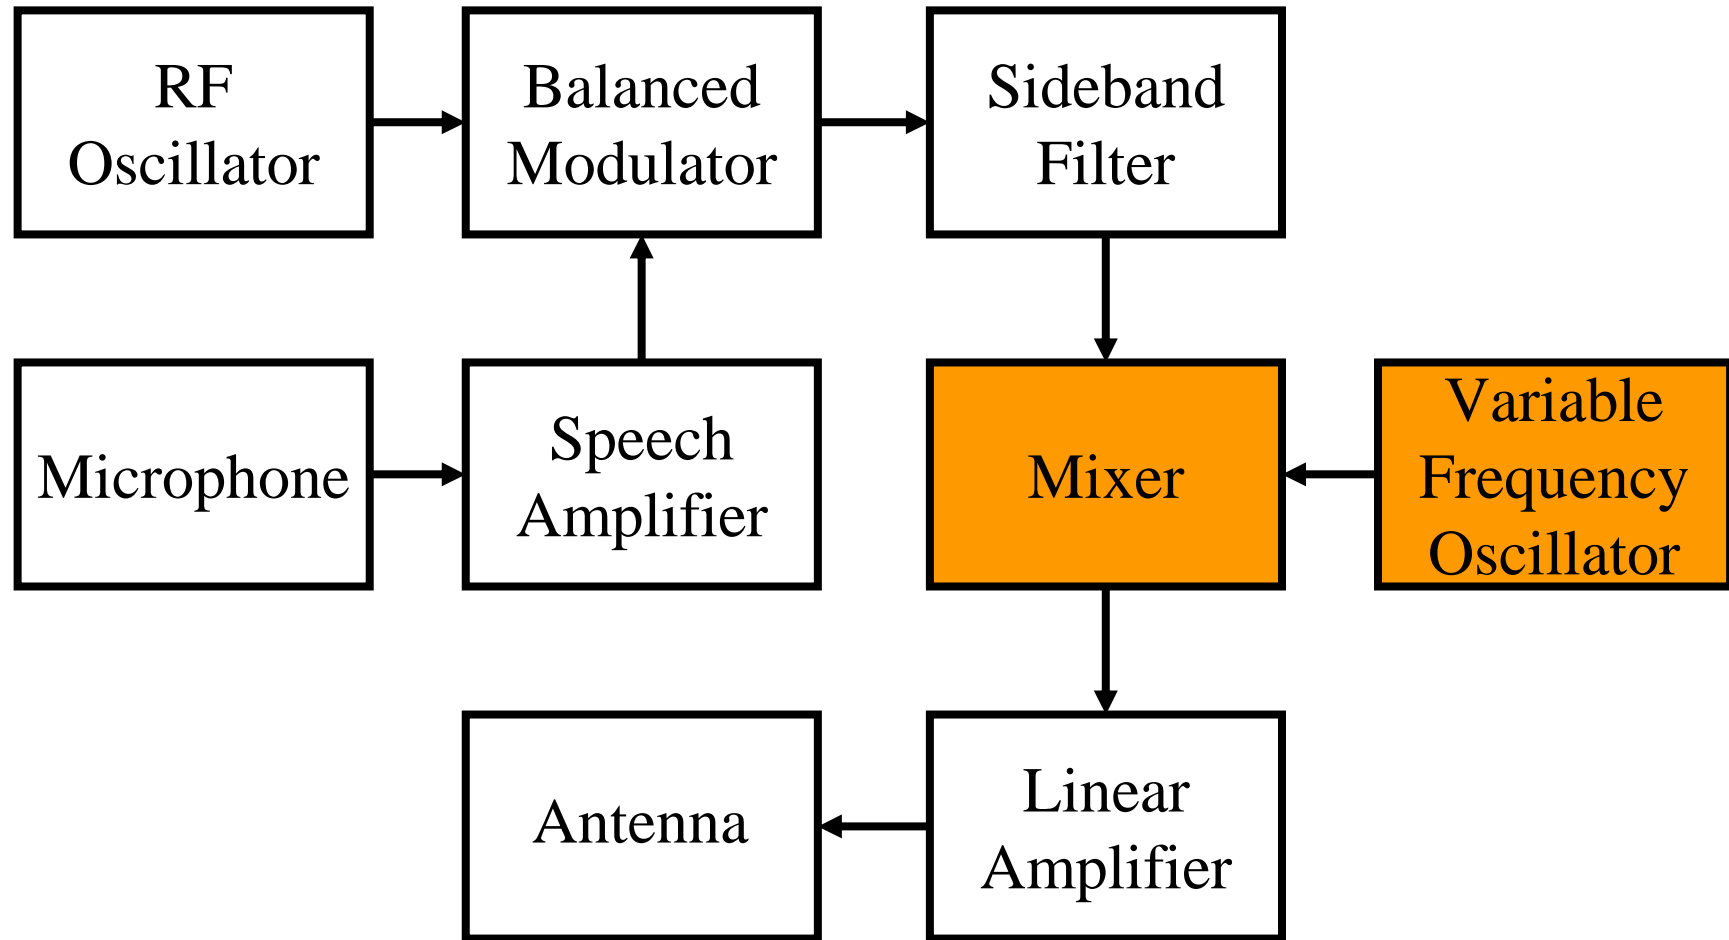 RF
Oscillator
Balanced
Modulator
Sideband
Filter
Microphone
Speech
Amplifier
Mixer
Variable
Frequency
Oscillator
Antenna
Linear
Amplifier